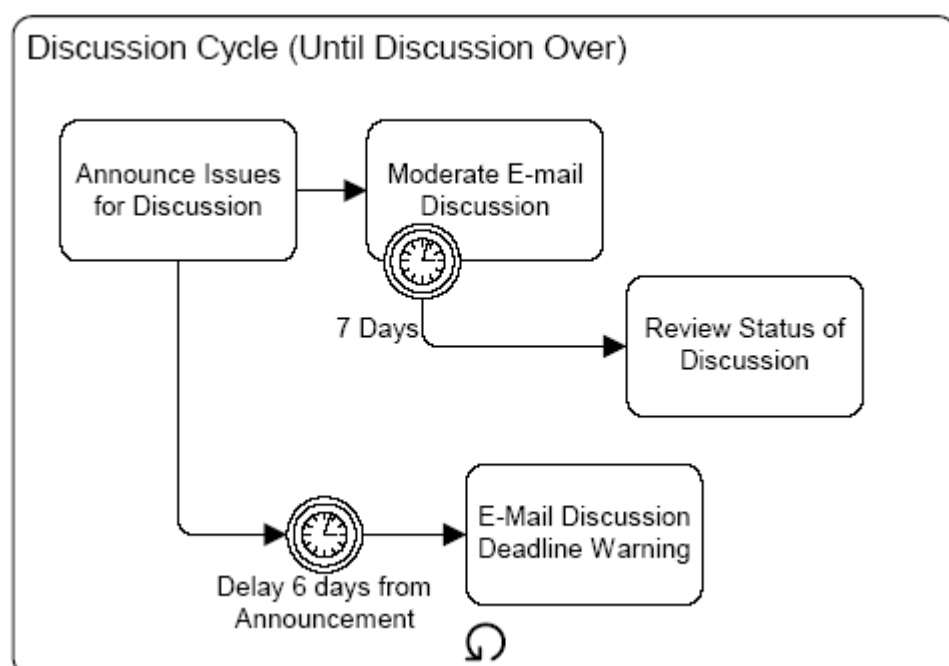 Discussion Cycle (Until Discussion Over)
Announce Issues
for Discussion
Moderate E-mail
Discussion
7 Days
Review Status of
Discussion
Delay 6 days from
Announcement
E-Mail Discussion
Deadline Warning